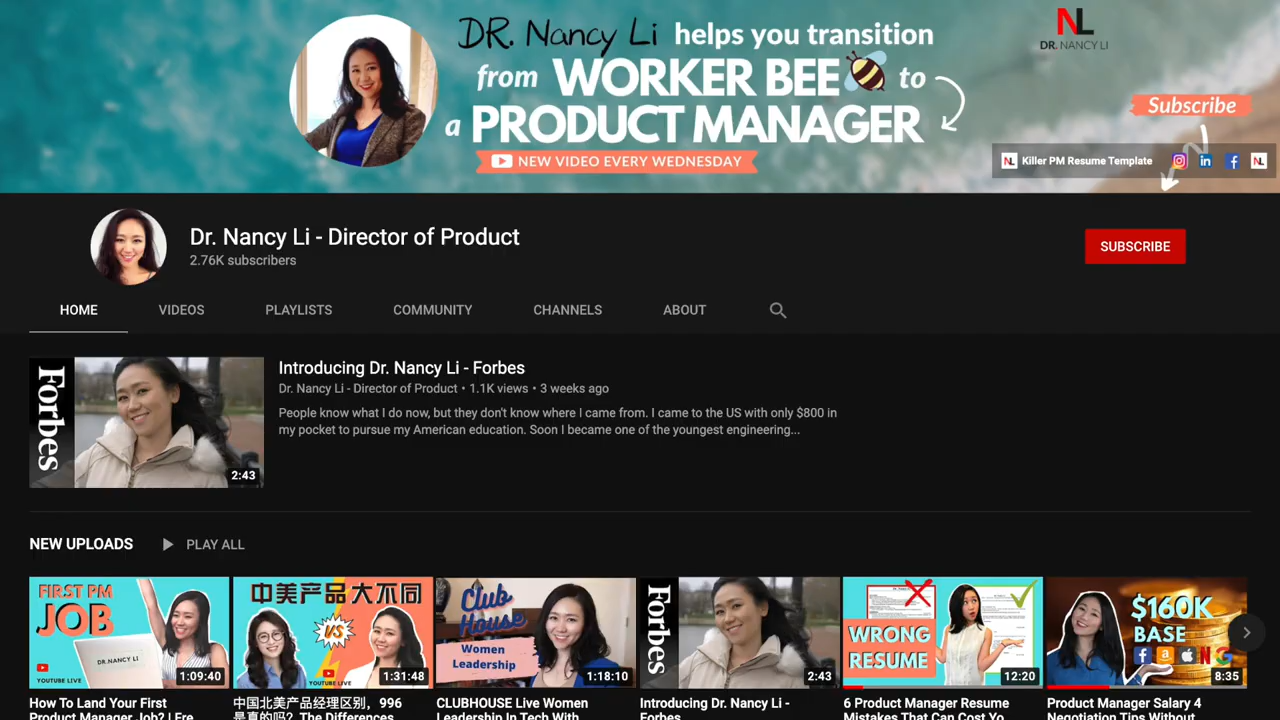 DR. Nancy Li helps you transition
from WORKER BEE to
a PRODUCT MANAGER
NEW VIDEO EVERY WEDNESDAY
NL
DR. NANCY LI
Subscribe
NL Killer PM Resume Template
Dr. Nancy Li - Director of Product
2.76K subscribers
SUBSCRIBE
HOME VIDEOS PLAYLISTS COMMUNITY CHANNELS ABOUT
Forbes
2:43
Introducing Dr. Nancy Li - Forbes
Dr. Nancy Li - Director of Product • 1.1K views • 3 weeks ago
People know what I do now, but they don't know where I came from. I came to the US with only $800 in
my pocket to pursue my American education. Soon I became one of the youngest engineering...
NEW UPLOADS PLAY ALL
FIRST PM
JOB
DR.NANCY LI
YOUTUBE LIVE
1:09:40
How To Land Your First
Product Manager Job? | Fre
中美产品大不同
VS
YOUTUBE LIVE
1:31:48
中国北美产品经理区别，996
是真的吗？The Differences
Club
House
Women
Leadership
1:18:10
CLUBHOUSE Live Women
Leadership In Tech With
Forbes
2:43
Introducing Dr. Nancy Li -
Forbes
WRONG
RESUME
12:20
6 Product Manager Resume
Mistakes That Can Cost Yo
$160K
BASE
8:35
Product Manager Salary 4
Negotiation Tips Without